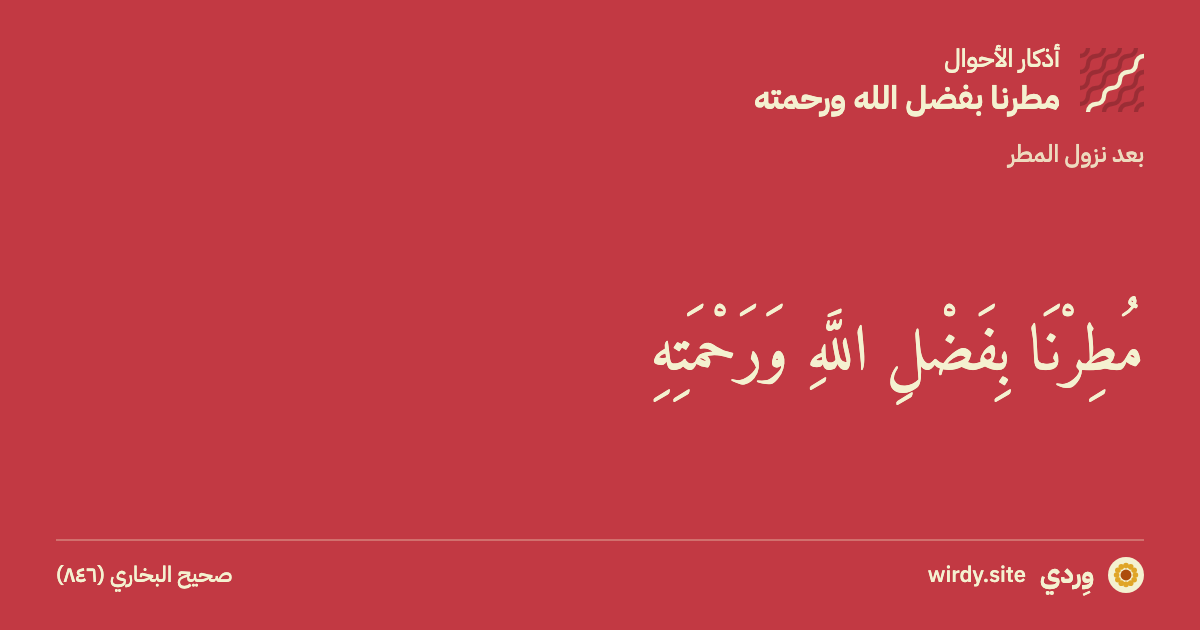 أذكار الأحوال
مطرنا بفضل الله ورحمته
بعد نزول المطر
مُطِرْنَا بِفَضْلِ اللَّهِ وَرَحْمَتِهِ
وِردي wirdy.site
صحيح البخاري (٨٤٦)